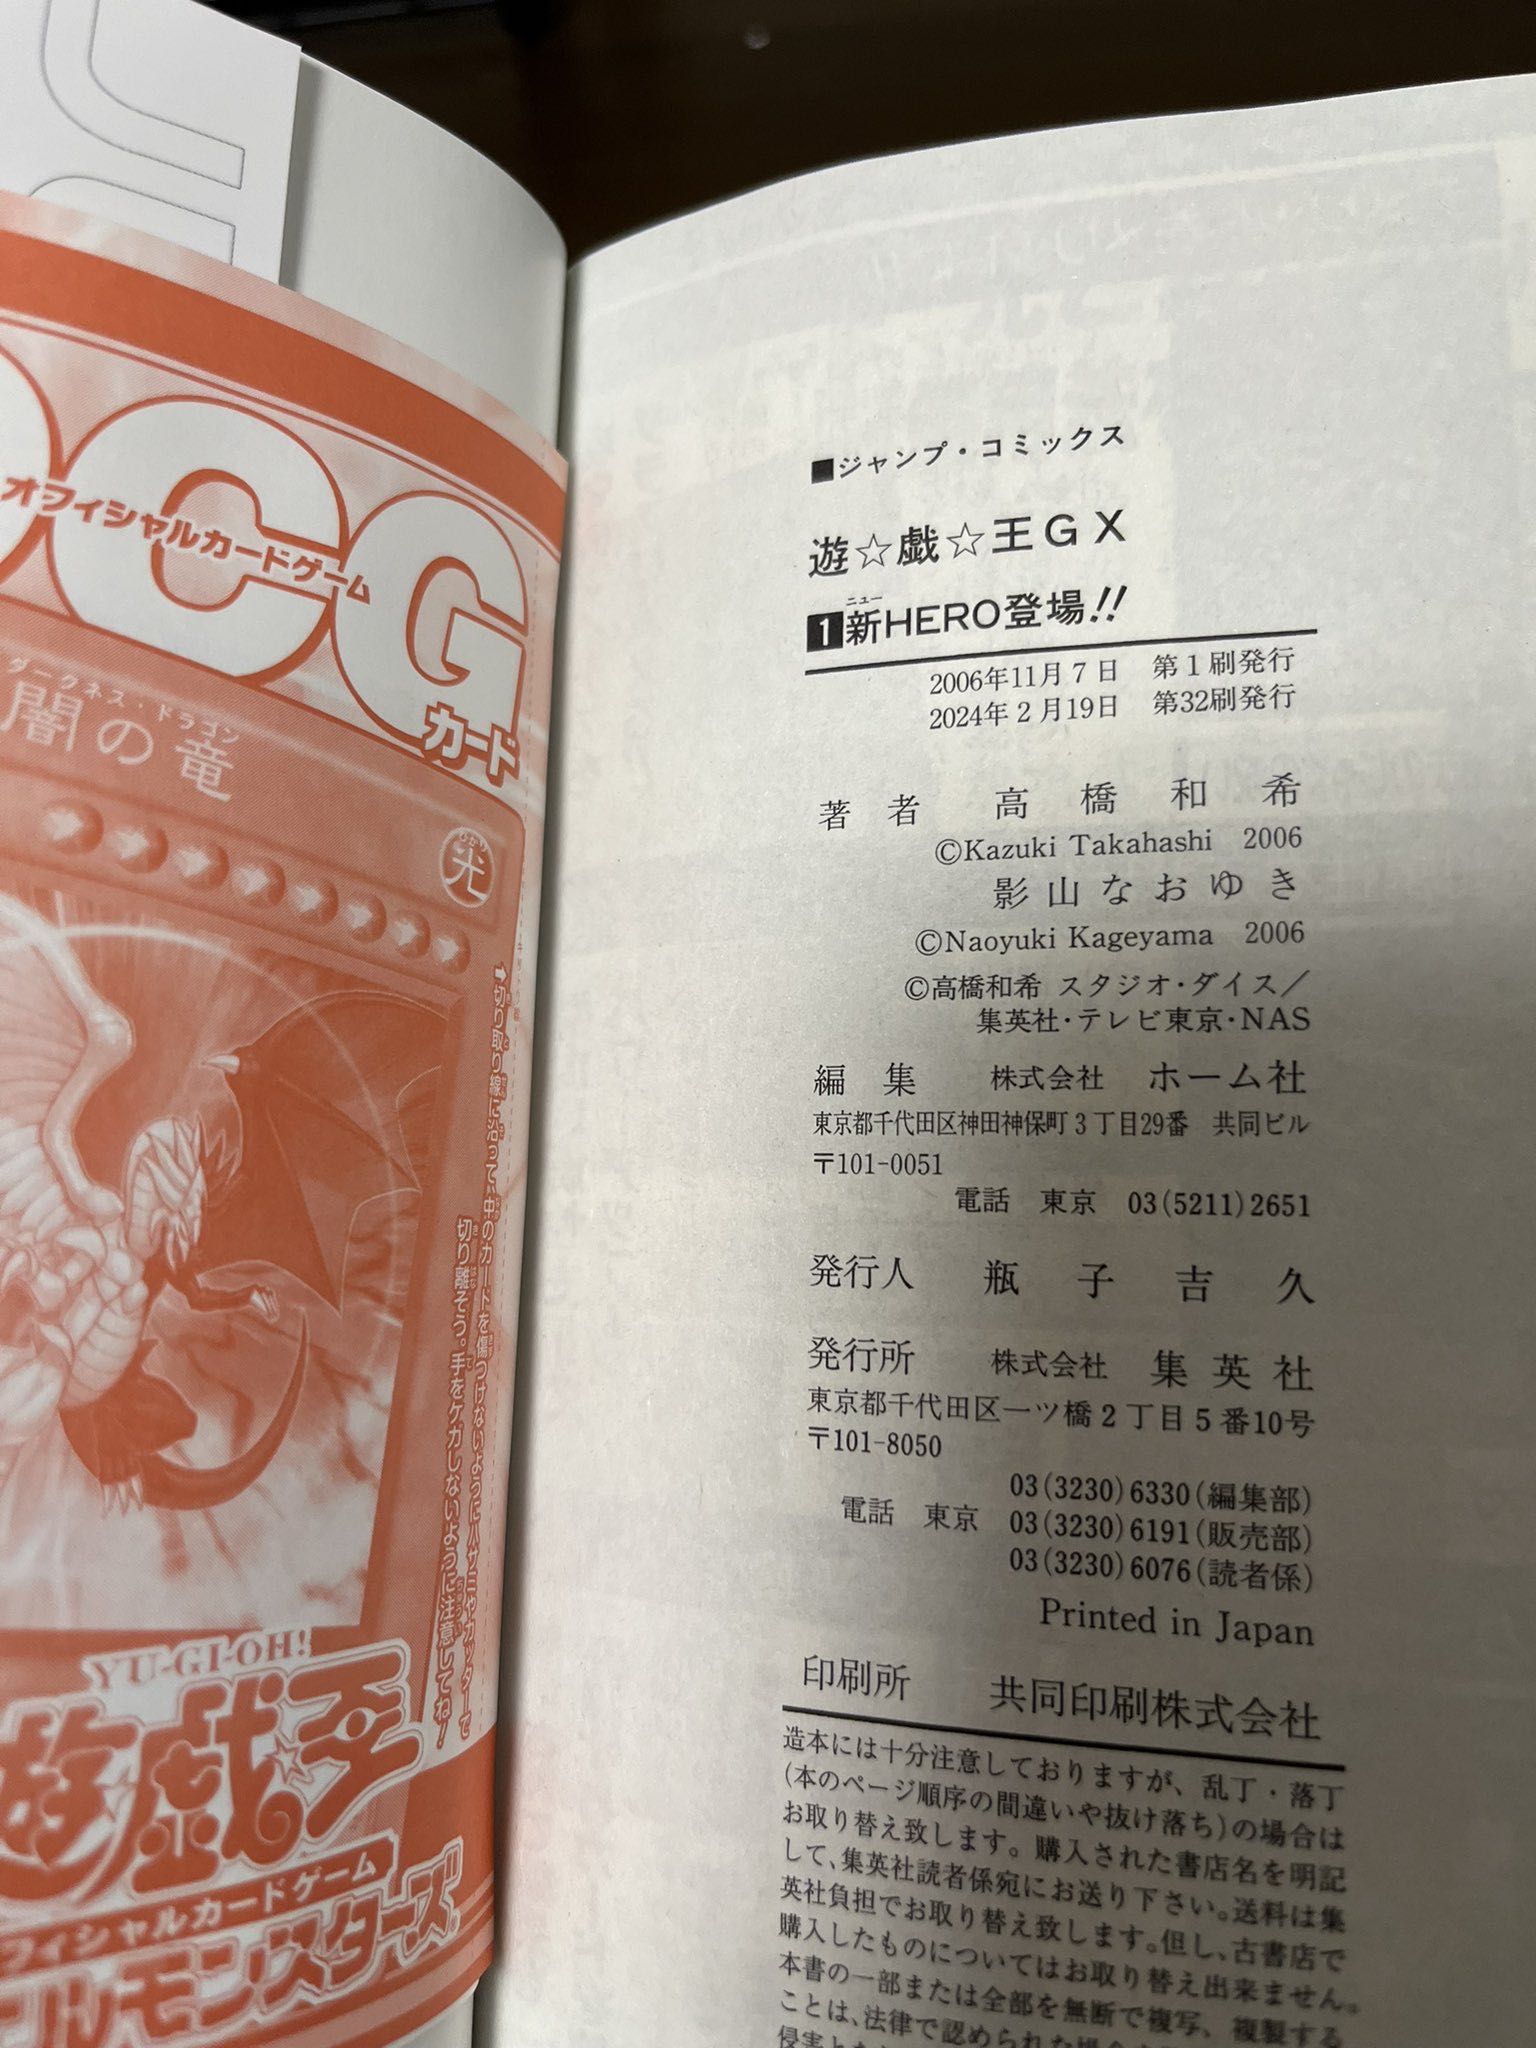 オフィシャルカードゲーム
CG
カード
ダークネス・ドラゴン
闇の竜
ひかり
光
➡切り取り線に沿って、中のカードを傷つけないようにハサミやカッターで
切り離そう。手をケガしないように注意してね!
YU-GI-OH!
遊☆戯☆王
フィシャルカードゲーム
モンスターズ
■ジャンプ・コミックス
遊☆戯☆王GX
ニュー
1新HERO登場!!
2006年11月7日 第1刷発行
2024年2月19日 第32刷発行
著者 高橋和希
©Kazuki Takahashi 2006
影山なおゆき
©Naoyuki Kageyama 2006
©高橋和希 スタジオ・ダイス/
集英社・テレビ東京・NAS
編集 株式会社 ホーム社
東京都千代田区神田神保町3丁目29番 共同ビル
〒101-0051
電話 東京 03(5211)2651
発行人 瓶子吉久
発行所 株式会社 集英社
東京都千代田区一ツ橋2丁目5番10号
〒101-8050
03(3230)6330(編集部)
電話 東京 03(3230)6191(販売部)
03(3230)6076(読者係)
Printed in Japan
印刷所 共同印刷株式会社
造本には十分注意しておりますが、乱丁・落丁
(本のページ順序の間違いや抜け落ち)の場合は
お取り替え致します。購入された書店名を明記
して、集英社読者係宛にお送り下さい。送料は集
英社負担でお取り替え致します。但し、古書店で
購入したものについてはお取り替え出来ません。
本書の一部または全部を無断で複写、複製する
ことは、法律で認められた場合